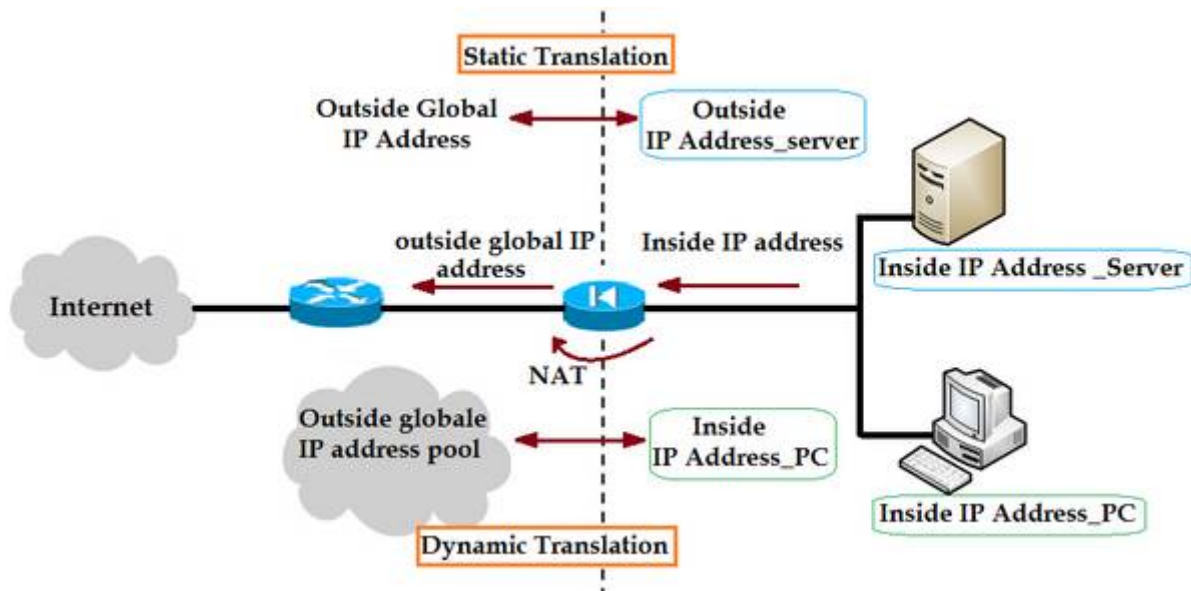 Static Translation
Outside Global
IP Address
Outside
IP Address_server
outside global IP
address
Inside IP address
Inside IP Address _Server
Internet
NAT
Outside globale
IP address pool
Inside
IP Address_PC
Inside IP Address_PC
Dynamic Translation